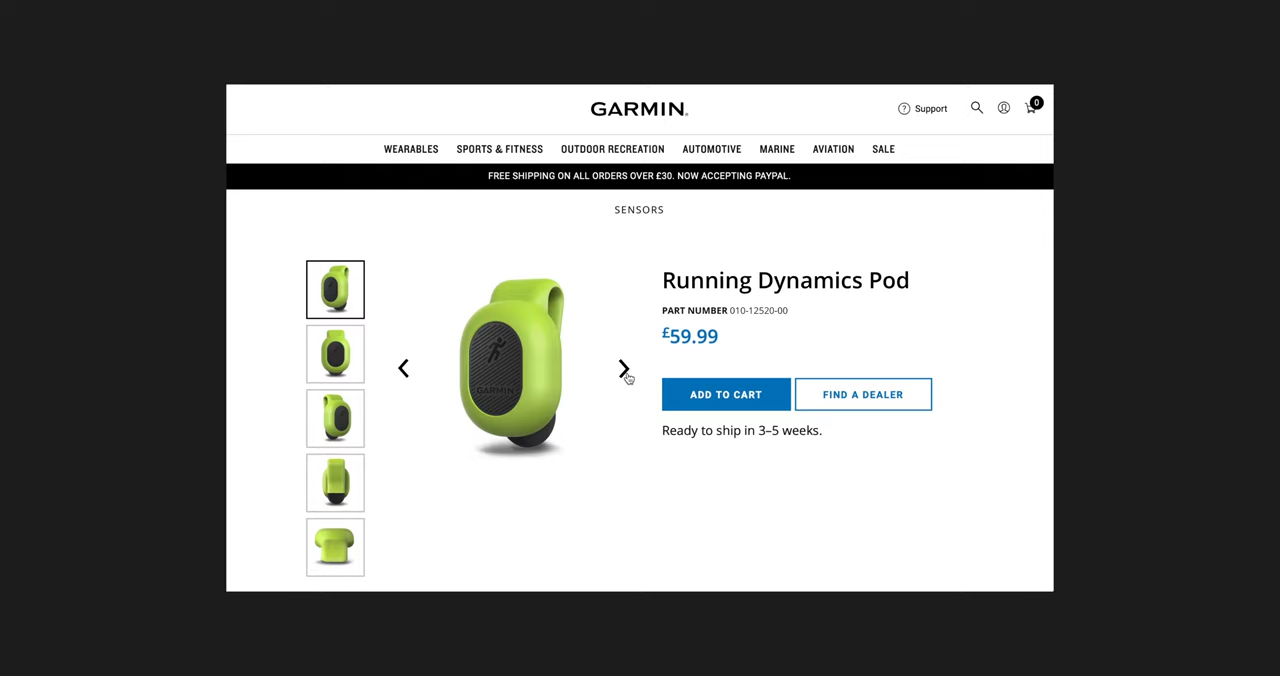 GARMIN.
Support
0
WEARABLES SPORTS & FITNESS OUTDOOR RECREATION AUTOMOTIVE MARINE AVIATION SALE
FREE SHIPPING ON ALL ORDERS OVER £30. NOW ACCEPTING PAYPAL.
SENSORS
Running Dynamics Pod
PART NUMBER 010-12520-00
£59.99
GARMIN
ADD TO CART FIND A DEALER
Ready to ship in 3–5 weeks.